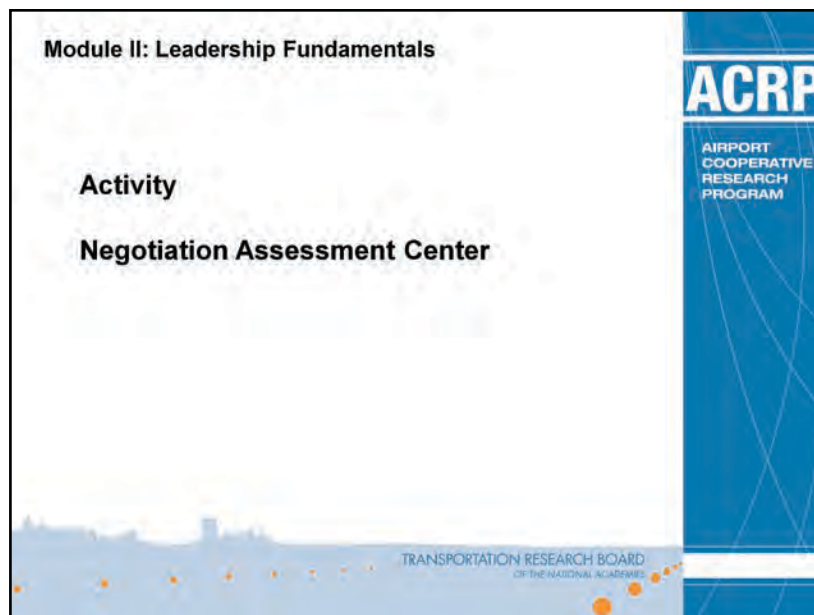 Module II: Leadership Fundamentals
ACRP
AIRPORT
COOPERATIVE
RESEARCH
PROGRAM
Activity
Negotiation Assessment Center
TRANSPORTATION RESEARCH BOARD
OF THE NATIONAL ACADEMIES